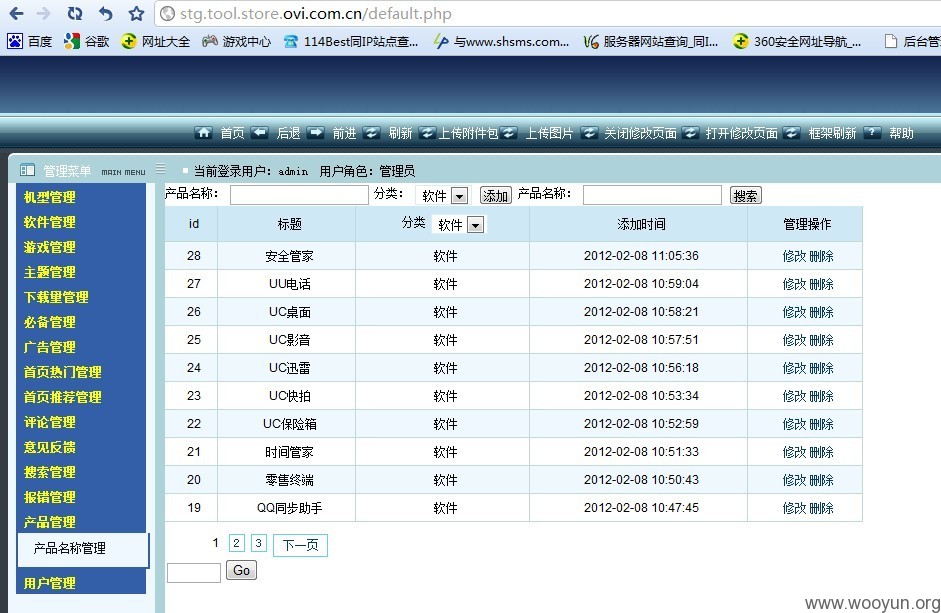 stg.tool.store.ovi.com.cn/default.php
百度 谷歌 网址大全 游戏中心 114Best同IP站点查... 与www.shsms.com... 服务器网站查询_同I... 360安全网址导航_... 后台管
首页 后退 前进 刷新 上传附件包 上传图片 关闭修改页面 打开修改页面 框架刷新 帮助
管理菜单 MAIN MENU 当前登录用户：admin 用户角色：管理员
机型管理
软件管理
游戏管理
主题管理
下载量管理
必备管理
广告管理
首页热门管理
首页推荐管理
评论管理
意见反馈
搜索管理
报错管理
产品管理
产品名称管理
用户管理
产品名称： 分类： 软件 添加 产品名称： 搜索
id 标题 分类 软件 添加时间 管理操作
28 安全管家 软件 2012-02-08 11:05:36 修改 删除
27 UU电话 软件 2012-02-08 10:59:04 修改 删除
26 UC桌面 软件 2012-02-08 10:58:21 修改 删除
25 UC影音 软件 2012-02-08 10:57:51 修改 删除
24 UC迅雷 软件 2012-02-08 10:56:18 修改 删除
23 UC快拍 软件 2012-02-08 10:53:34 修改 删除
22 UC保险箱 软件 2012-02-08 10:52:59 修改 删除
21 时间管家 软件 2012-02-08 10:51:33 修改 删除
20 零售终端 软件 2012-02-08 10:50:43 修改 删除
19 QQ同步助手 软件 2012-02-08 10:47:45 修改 删除
1 2 3 下一页
Go
www.wooyun.org